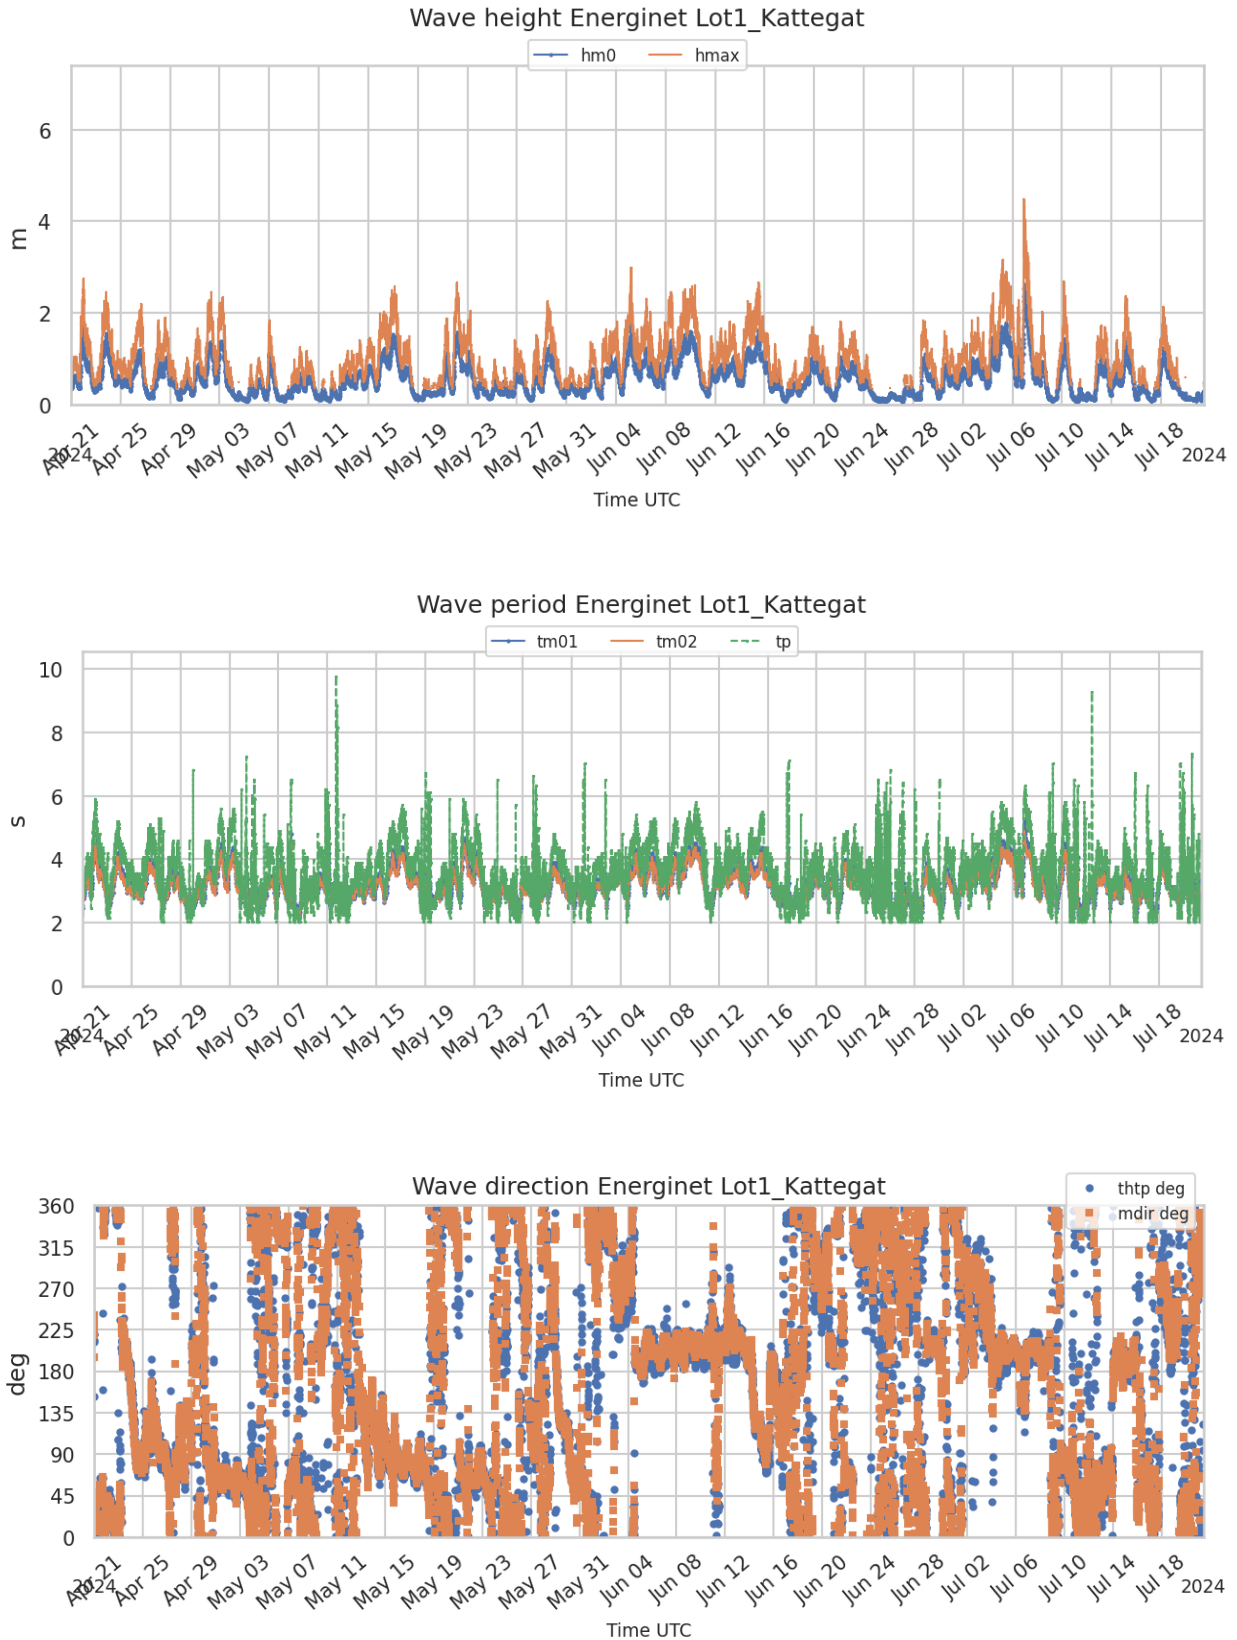 Wave height Energinet Lot1_Kattegat
hm0 hmax
6
4
2
0
m
Apr 21 Apr 25 Apr 29 May 03 May 07 May 11 May 15 May 19 May 23 May 27 May 31 Jun 04 Jun 08 Jun 12 Jun 16 Jun 20 Jun 24 Jun 28 Jul 02 Jul 06 Jul 10 Jul 14 Jul 18
2024 2024
Time UTC
Wave period Energinet Lot1_Kattegat
tm01 tm02 tp
10
8
6
4
2
0
s
Apr 21 Apr 25 Apr 29 May 03 May 07 May 11 May 15 May 19 May 23 May 27 May 31 Jun 04 Jun 08 Jun 12 Jun 16 Jun 20 Jun 24 Jun 28 Jul 02 Jul 06 Jul 10 Jul 14 Jul 18
2024 2024
Time UTC
Wave direction Energinet Lot1_Kattegat
thtp deg
mdir deg
360
315
270
225
180
135
90
45
0
deg
Apr 21 Apr 25 Apr 29 May 03 May 07 May 11 May 15 May 19 May 23 May 27 May 31 Jun 04 Jun 08 Jun 12 Jun 16 Jun 20 Jun 24 Jun 28 Jul 02 Jul 06 Jul 10 Jul 14 Jul 18
2024 2024
Time UTC